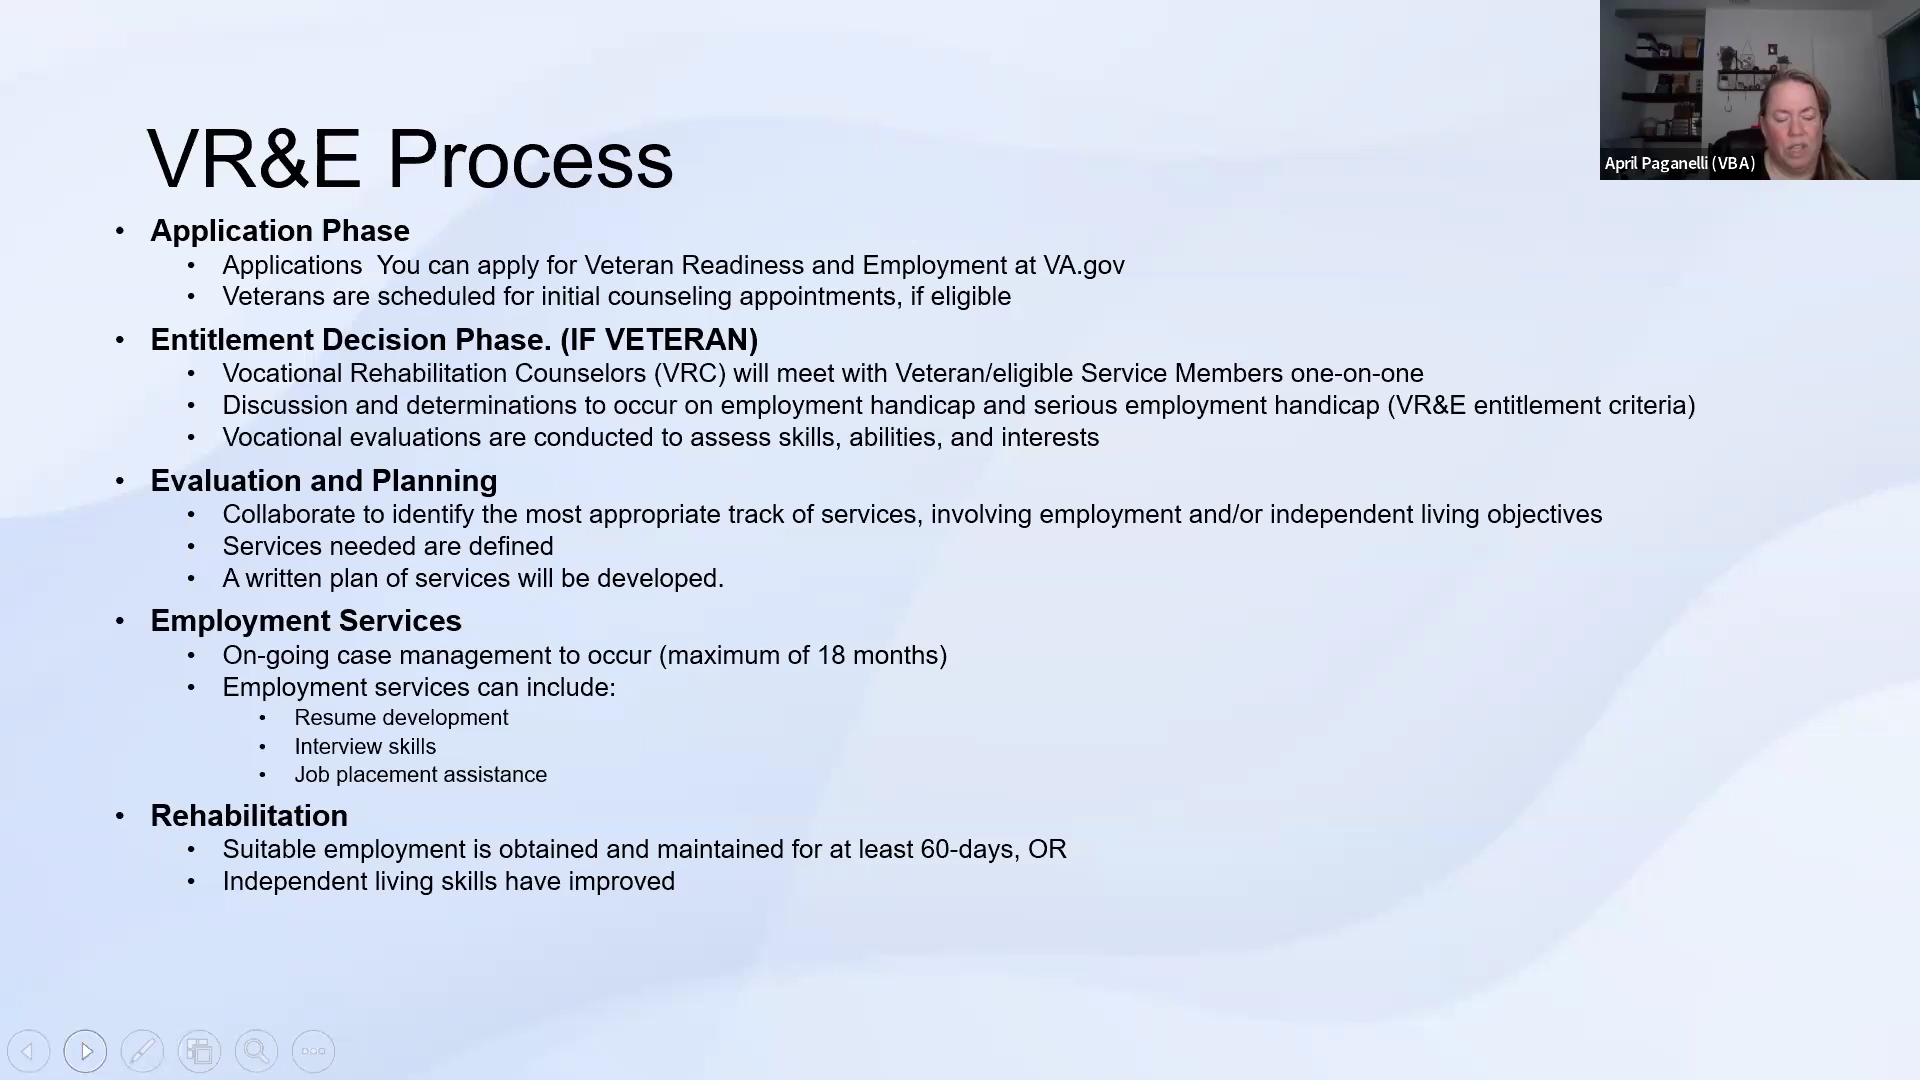 VR&E Process
April Paganelli (VBA)
• Application Phase
• Applications  You can apply for Veteran Readiness and Employment at VA.gov
• Veterans are scheduled for initial counseling appointments, if eligible
• Entitlement Decision Phase. (IF VETERAN)
• Vocational Rehabilitation Counselors (VRC) will meet with Veteran/eligible Service Members one-on-one
• Discussion and determinations to occur on employment handicap and serious employment handicap (VR&E entitlement criteria)
• Vocational evaluations are conducted to assess skills, abilities, and interests
• Evaluation and Planning
• Collaborate to identify the most appropriate track of services, involving employment and/or independent living objectives
• Services needed are defined
• A written plan of services will be developed.
• Employment Services
• On-going case management to occur (maximum of 18 months)
• Employment services can include:
• Resume development
• Interview skills
• Job placement assistance
• Rehabilitation
• Suitable employment is obtained and maintained for at least 60-days, OR
• Independent living skills have improved